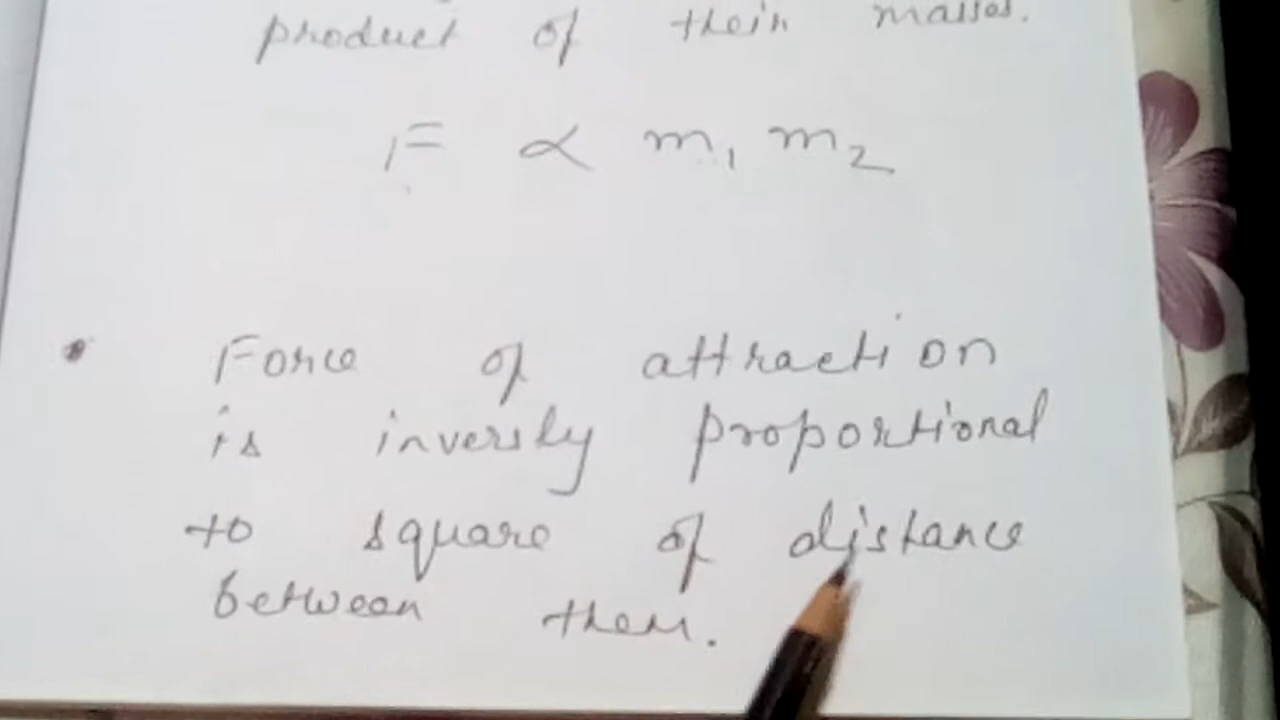 product of their masses.
F ∝ m₁ m₂
• Force of attraction
is inversly proportional
to square of distance
between them.